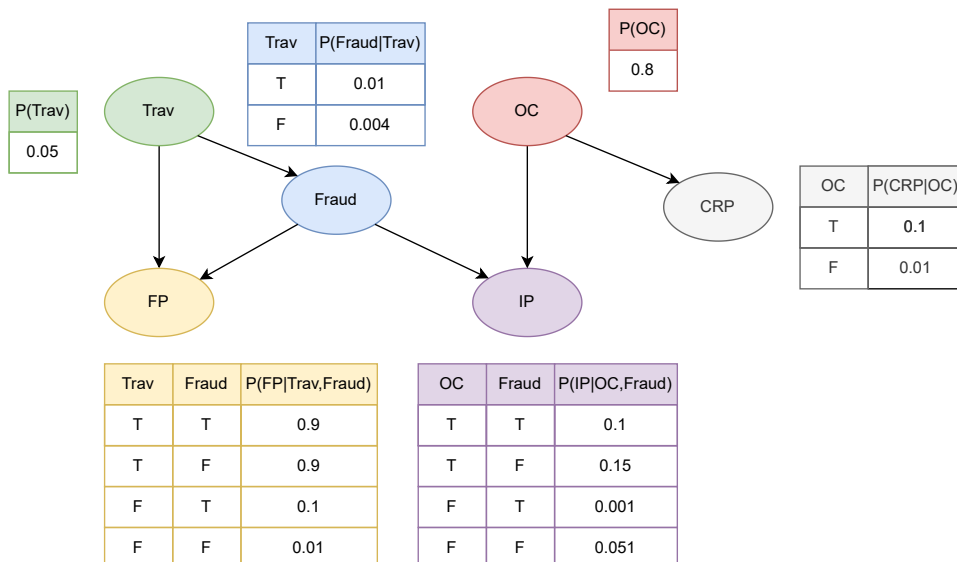 P(OC)
0.8
Trav P(Fraud|Trav)
T 0.01
F 0.004
P(Trav)
0.05
Trav
OC
Fraud
CRP
OC P(CRP|OC)
T 0.1
F 0.01
FP
IP
Trav Fraud P(FP|Trav,Fraud)
T T 0.9
T F 0.9
F T 0.1
F F 0.01
OC Fraud P(IP|OC,Fraud)
T T 0.1
T F 0.15
F T 0.001
F F 0.051